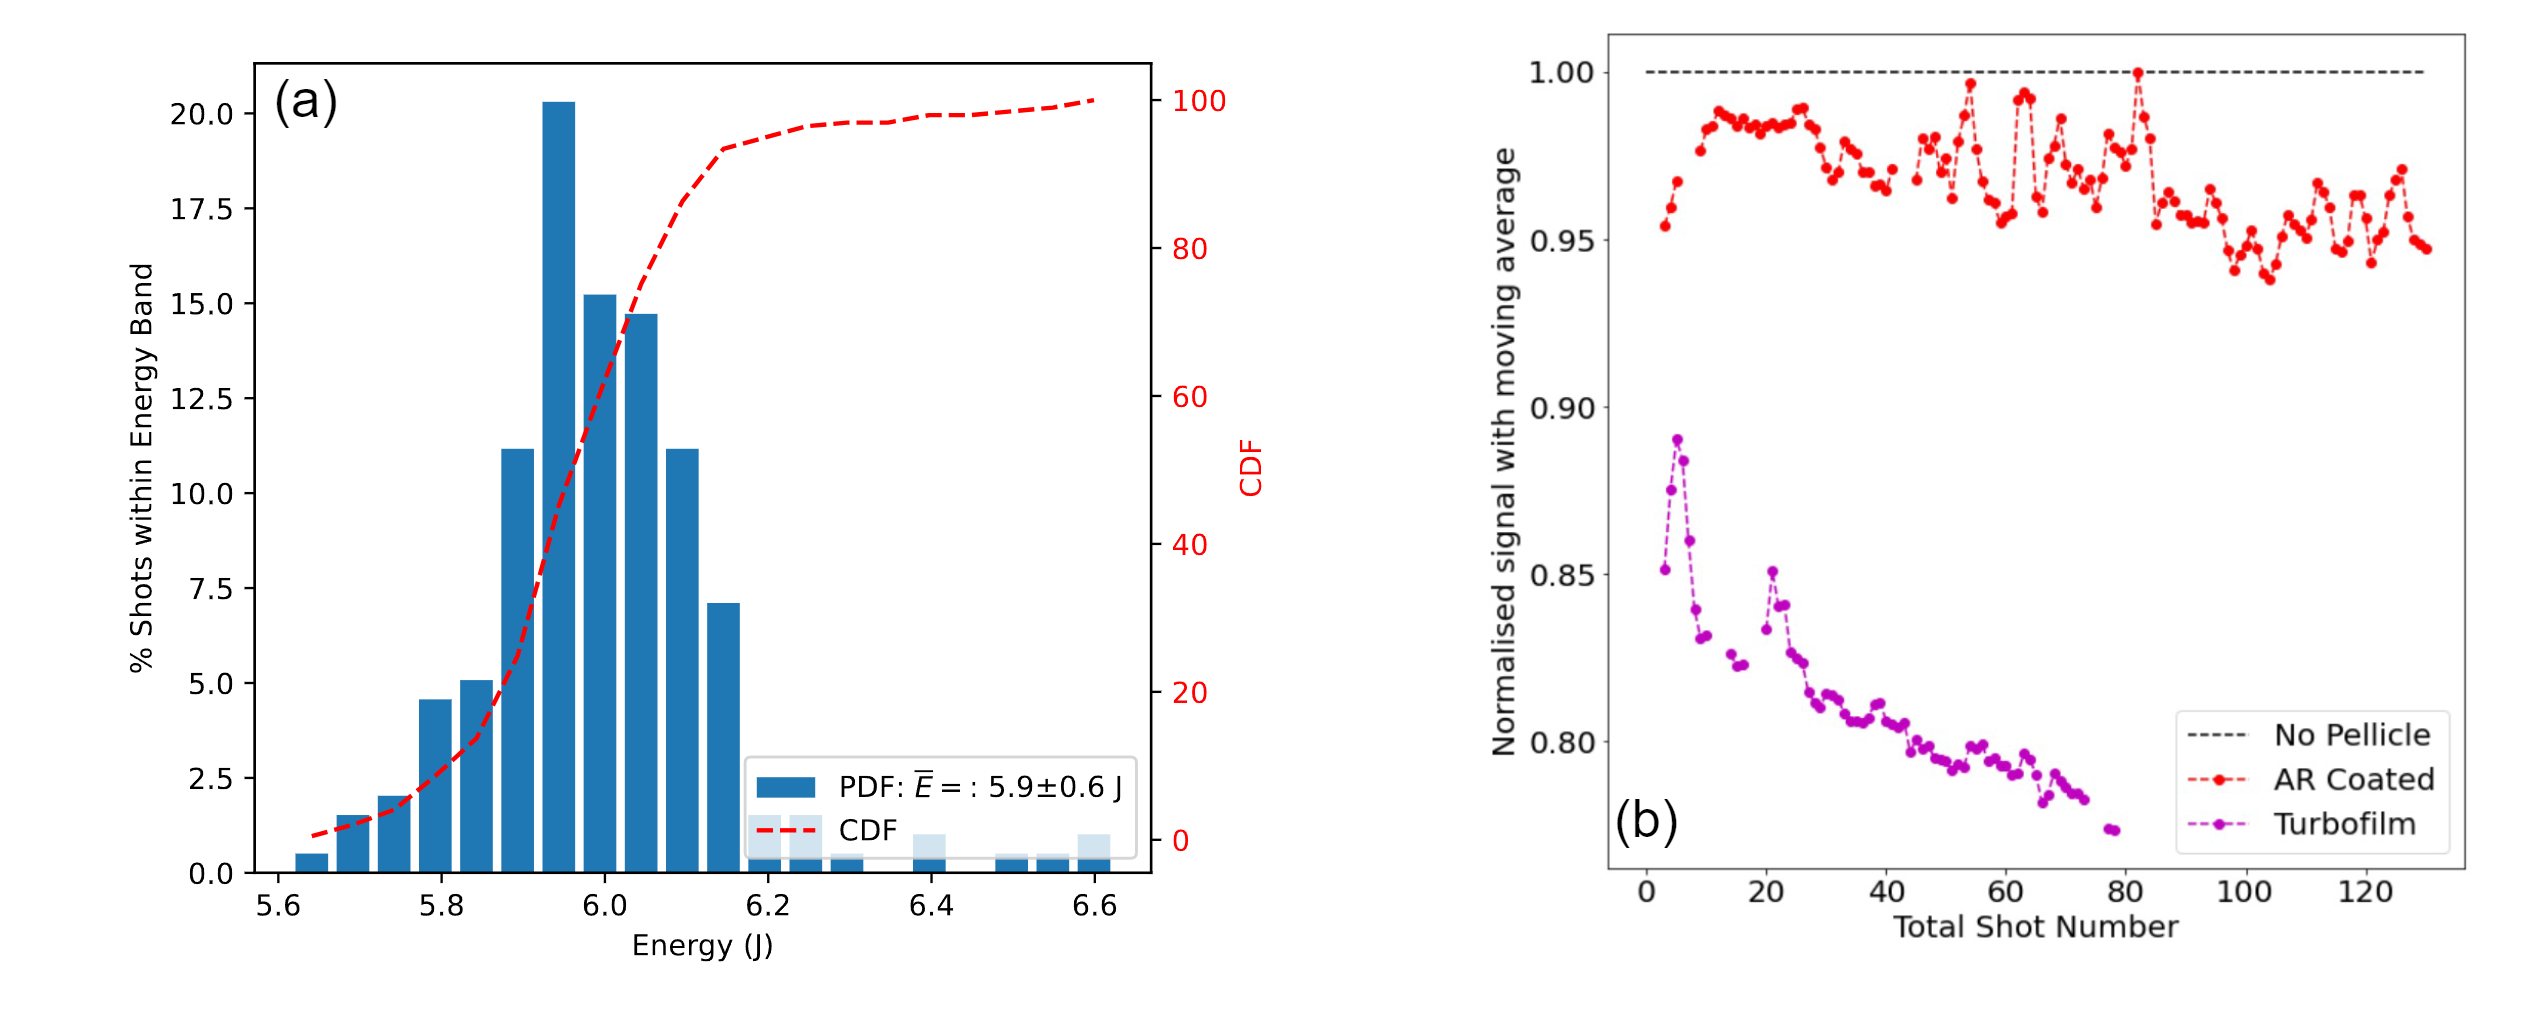 (a)
% Shots within Energy Band
20.0
17.5
15.0
12.5
10.0
7.5
5.0
2.5
0.0
5.6 5.8 6.0 6.2 6.4 6.6
Energy (J)
100
80
60
40
20
0
CDF
PDF: E̅ = : 5.9±0.6 J
CDF
(b)
Normalised signal with moving average
1.00
0.95
0.90
0.85
0.80
0 20 40 60 80 100 120
Total Shot Number
No Pellicle
AR Coated
Turbofilm